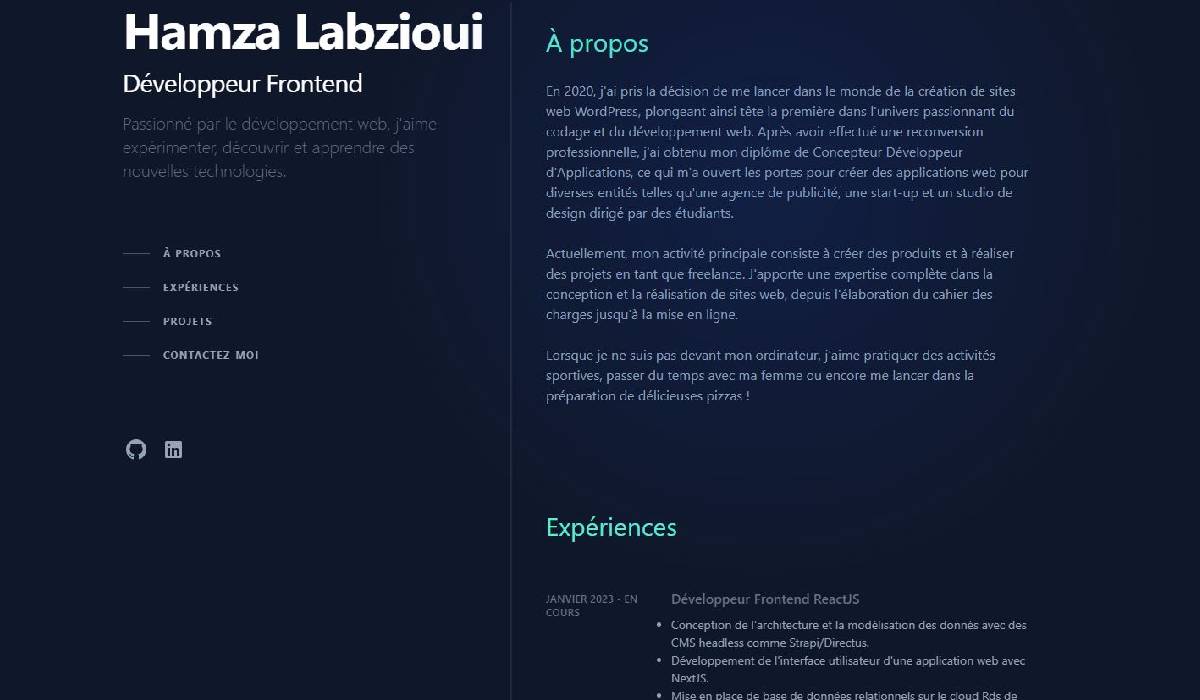 Hamza Labzioui
Développeur Frontend
Passionné par le développement web, j'aime
expérimenter, découvrir et apprendre des
nouvelles technologies.
À PROPOS
EXPÉRIENCES
PROJETS
CONTACTEZ MOI
À propos
En 2020, j'ai pris la décision de me lancer dans le monde de la création de sites
web WordPress, plongeant ainsi tête la première dans l'univers passionnant du
codage et du développement web. Après avoir effectué une reconversion
professionnelle, j'ai obtenu mon diplôme de Concepteur Développeur
d'Applications, ce qui m'a ouvert les portes pour créer des applications web pour
diverses entités telles qu'une agence de publicité, une start-up et un studio de
design dirigé par des étudiants.
Actuellement, mon activité principale consiste à créer des produits et à réaliser
des projets en tant que freelance. J'apporte une expertise complète dans la
conception et la réalisation de sites web, depuis l'élaboration du cahier des
charges jusqu'à la mise en ligne.
Lorsque je ne suis pas devant mon ordinateur, j'aime pratiquer des activités
sportives, passer du temps avec ma femme ou encore me lancer dans la
préparation de délicieuses pizzas !
Expériences
JANVIER 2023 - EN
COURS
Développeur Frontend ReactJS
• Conception de l'architecture et la modélisation des donnés avec des
CMS headless comme Strapi/Directus.
• Développement de l'interface utilisateur d'une application web avec
NextJS.
• Mise en place de base de données relationnels sur le cloud Rds de